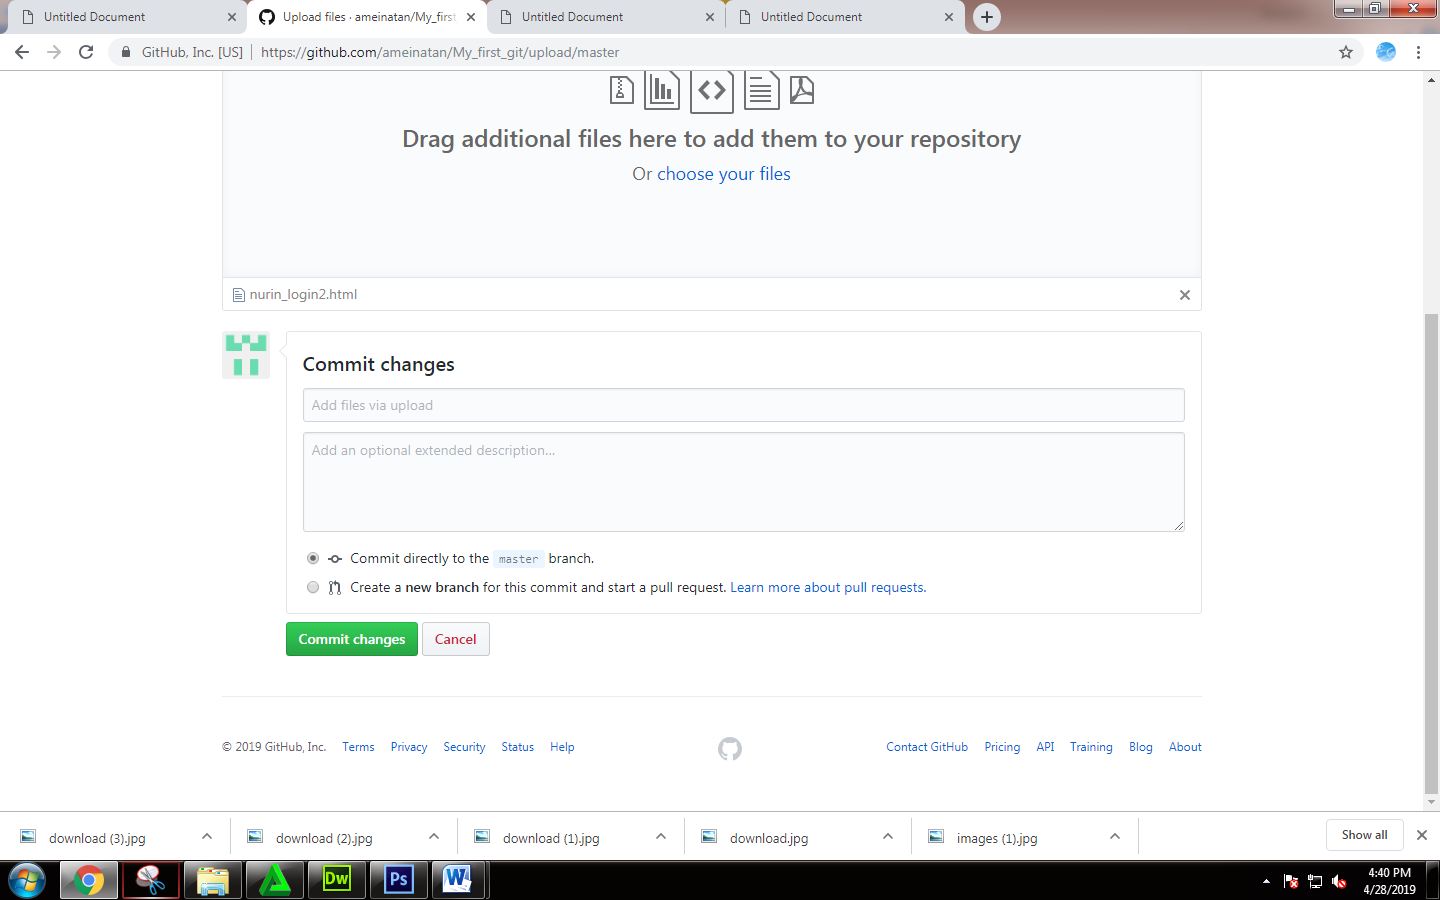 Untitled Document
Upload files · ameinatan/My_first
Untitled Document
Untitled Document
GitHub, Inc. [US]
https://github.com/ameinatan/My_first_git/upload/master
Drag additional files here to add them to your repository
Or choose your files
nurin_login2.html
Commit changes
Add files via upload
Add an optional extended description...
Commit directly to the master branch.
Create a new branch for this commit and start a pull request. Learn more about pull requests.
Commit changes
Cancel
© 2019 GitHub, Inc. Terms Privacy Security Status Help
Contact GitHub Pricing API Training Blog About
download (3).jpg
download (2).jpg
download (1).jpg
download.jpg
images (1).jpg
Show all
Dw
Ps
W
4:40 PM
4/28/2019